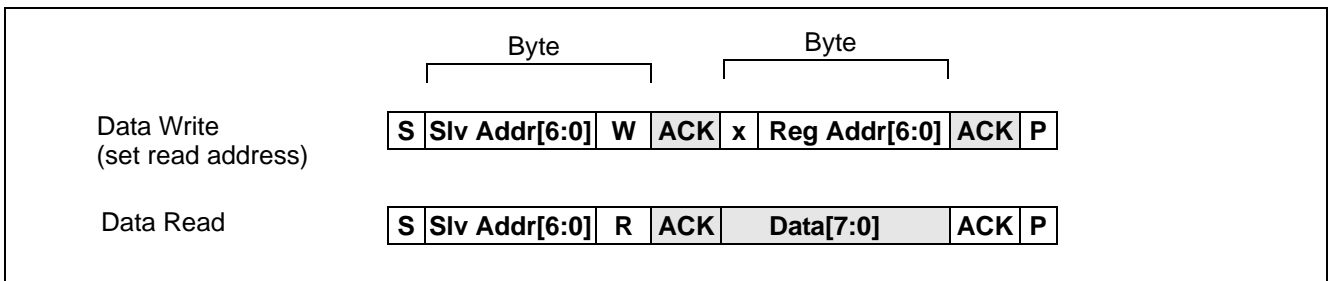 Byte Byte
Data Write
(set read address)
S Slv Addr[6:0] W ACK x Reg Addr[6:0] ACK P
Data Read
S Slv Addr[6:0] R ACK Data[7:0] ACK P